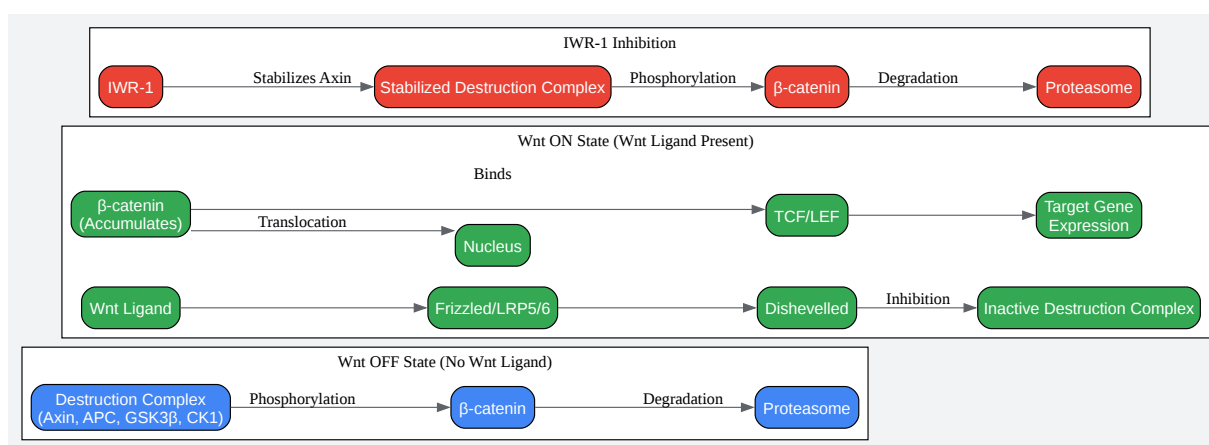 IWR-1 Inhibition
IWR-1
Stabilizes Axin
Stabilized Destruction Complex
Phosphorylation
β-catenin
Degradation
Proteasome
Wnt ON State (Wnt Ligand Present)
Binds
β-catenin
(Accumulates)
Translocation
Nucleus
TCF/LEF
Target Gene
Expression
Wnt Ligand
Frizzled/LRP5/6
Dishevelled
Inhibition
Inactive Destruction Complex
Wnt OFF State (No Wnt Ligand)
Destruction Complex
(Axin, APC, GSK3β, CK1)
Phosphorylation
β-catenin
Degradation
Proteasome